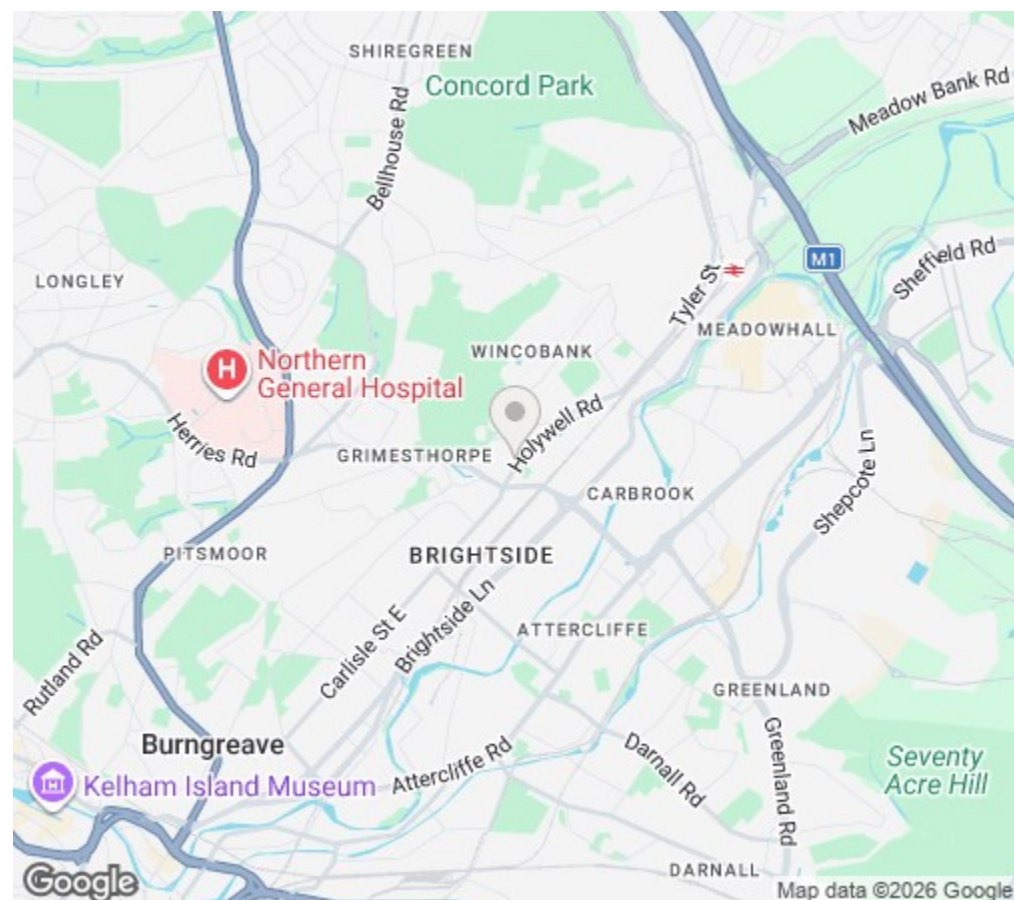 SHIREGREEN
Concord Park
Meadow Bank Rd
Bellhouse Rd
M1
Sheffield Rd
LONGLEY
Tyler St
MEADOWHALL
WINCOBANK
H
Northern
General Hospital
Holywell Rd
Herries Rd
GRIMESTHORPE
CARBROOK
Shepcote Ln
PITSMOOR
BRIGHTSIDE
Carlisle St E
Brightside Ln
ATTERCLIFFE
Rutland Rd
GREENLAND
Burngreave
Greenland Rd
Darnall Rd
Attercliffe Rd
Seventy
Acre Hill
Kelham Island Museum
DARNALL
Google
Map data ©2026 Google